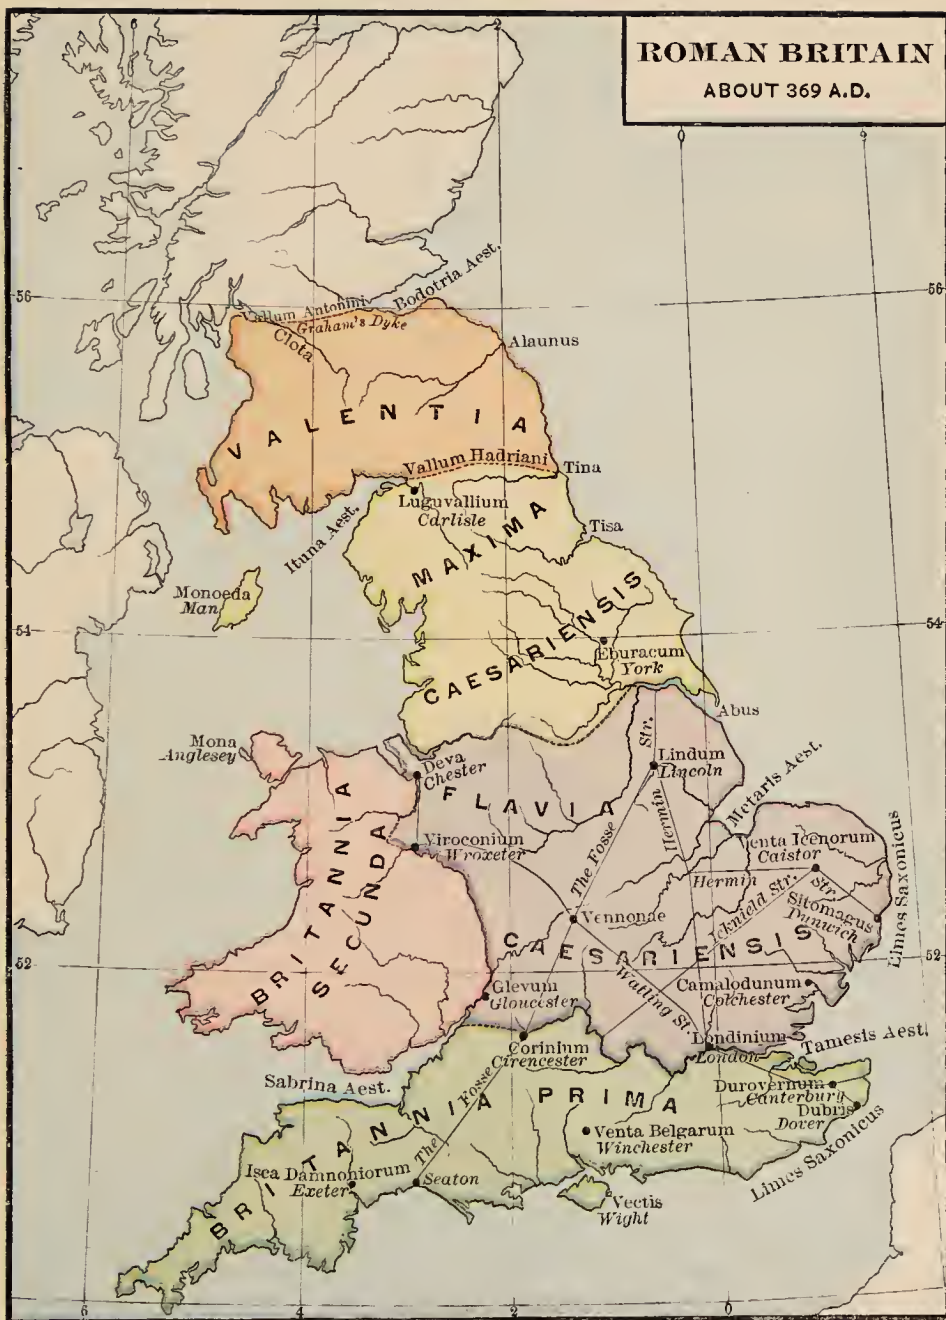 ROMAN BRITAIN
ABOUT 369 A.D.
4
2
0
2
56
56
Bodotria Aest.
Vallum Antonini
Graham's Dyke
Clota
Alaunus
VALENTIA
Vallum Hadriani
Tina
Luguvallium
Carlisle
Ituna Aest.
Tisa
MAXIMA
CAESARIENSIS
Monoeda
Man
54
54
Eburacum
York
Abus
Mona
Anglesey
Deva
Chester
Str.
Lindum
Lincoln
Metaris Aest.
FLAVIA
Hermin
The Fosse
BRITANNIA
SECUNDA
Viroconium
Wroxeter
Venta Icenorum
Caistor
Hermin
Str.
Icknield Str.
Sitomagus
Dunwich
Limes Saxonicus
Vennonae
CAESARIENSIS
52
52
Watling St.
Glevum
Gloucester
Camalodunum
Colchester
Londinium
London
Tamesis Aest.
Corinium
Cirencester
Sabrina Aest.
The Fosse
BRITANNIA PRIMA
Durovernum
Canterbury
Dubris
Dover
Limes Saxonicus
Venta Belgarum
Winchester
Isca Damnoniorum
Exeter
Seaton
Vectis
Wight
6
4
2
0